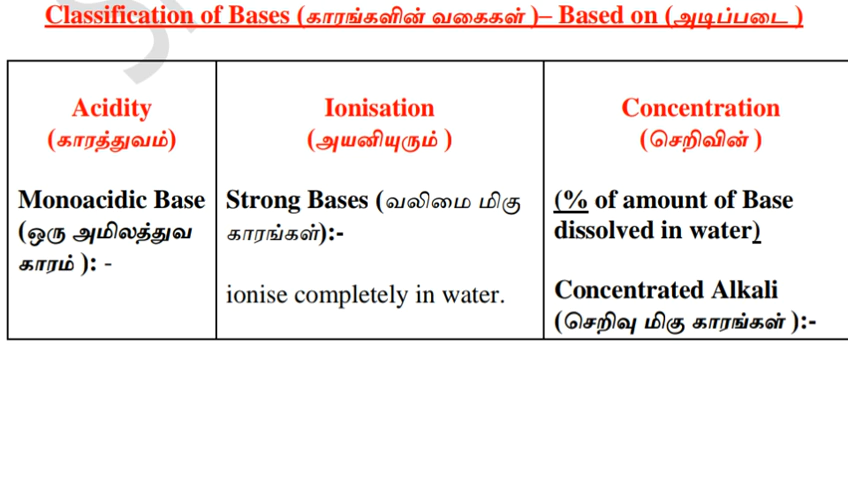 Classification of Bases (காரங்களின் வகைகள் )– Based on (அடிப்படை )
Acidity
(காரத்துவம்)
Monoacidic Base
(ஒரு அமிலத்துவ
காரம் ): -
Ionisation
(அயனியுரும் )
Strong Bases (வலிமை மிகு
காரங்கள்):-
ionise completely in water.
Concentration
(செறிவின் )
(% of amount of Base
dissolved in water)
Concentrated Alkali
(செறிவு மிகு காரங்கள் ):-